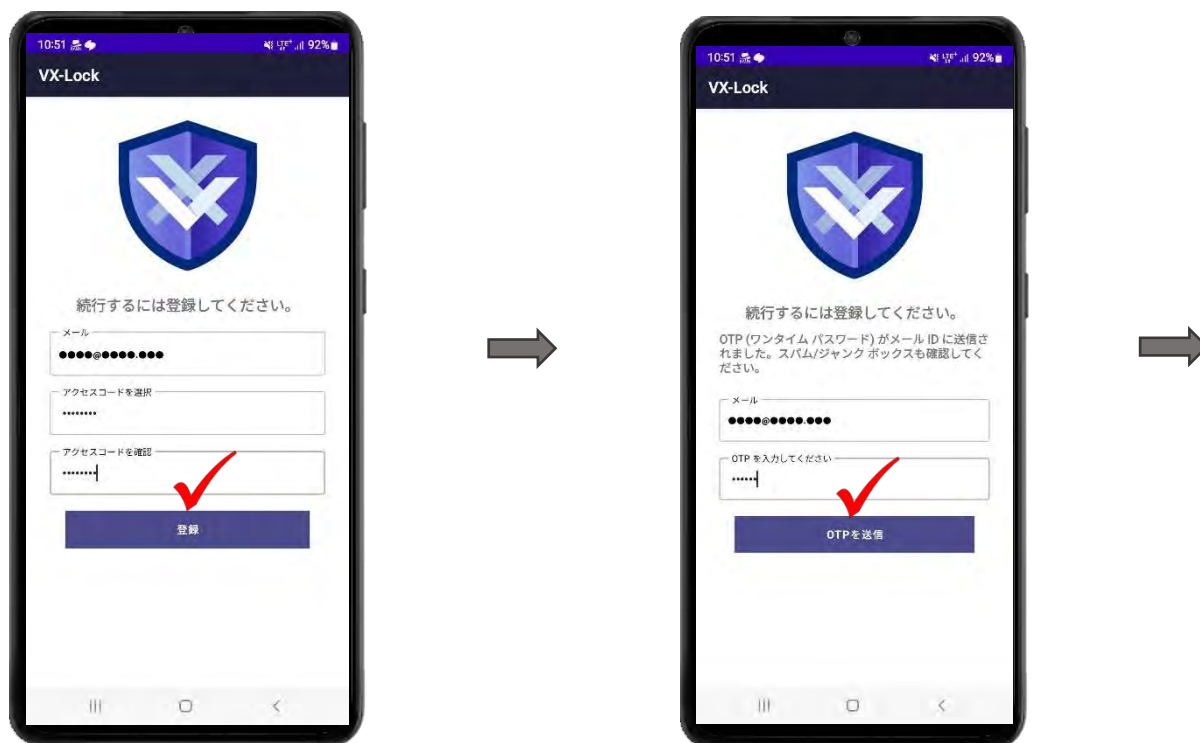 10:51
92%
VX-Lock
続行するには登録してください。
メール
●●●●@●●●●.●●●
アクセスコードを選択
••••••••
アクセスコードを確認
••••••••
登録
10:51
92%
VX-Lock
続行するには登録してください。
OTP (ワンタイム パスワード) がメール ID に送信さ
れました。スパム/ジャンク ボックスも確認してく
ださい。
メール
●●●●@●●●●.●●●
OTP を入力してください
••••••
OTPを送信